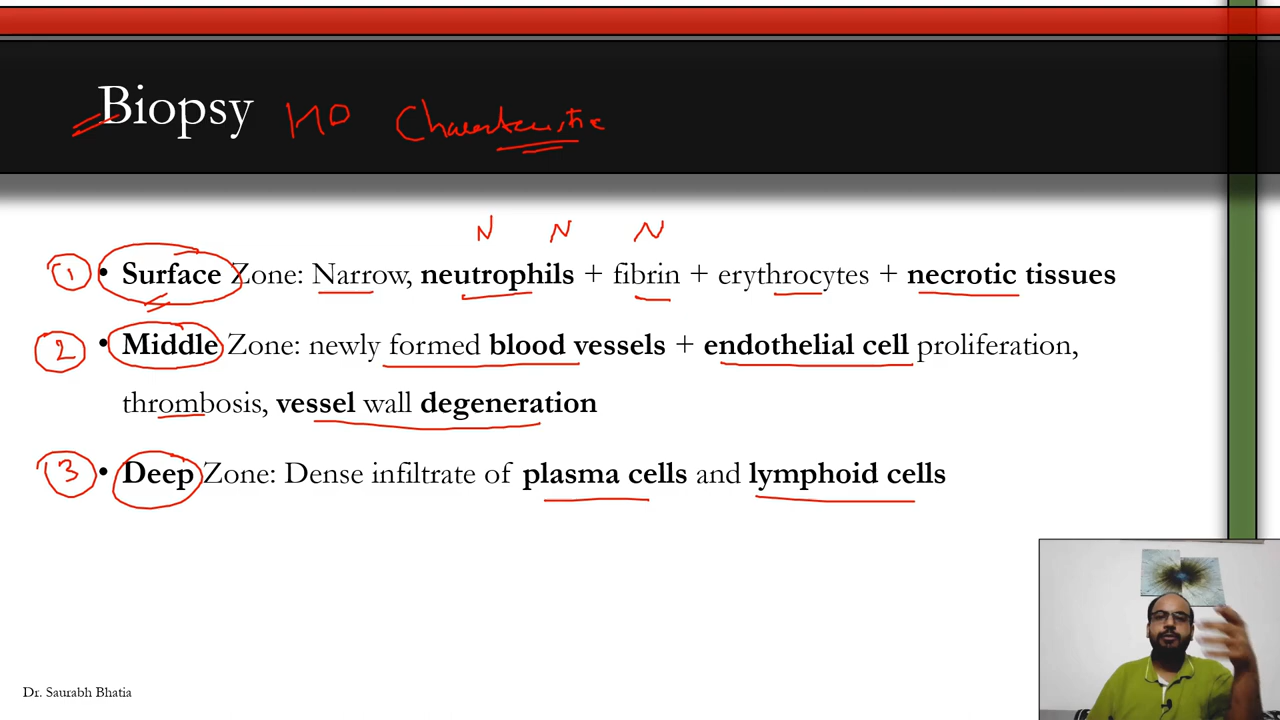 Biopsy HP Characteristic
N N N
1 • Surface Zone: Narrow, neutrophils + fibrin + erythrocytes + necrotic tissues
2 • Middle Zone: newly formed blood vessels + endothelial cell proliferation,
thrombosis, vessel wall degeneration
3 • Deep Zone: Dense infiltrate of plasma cells and lymphoid cells
Dr. Saurabh Bhatia